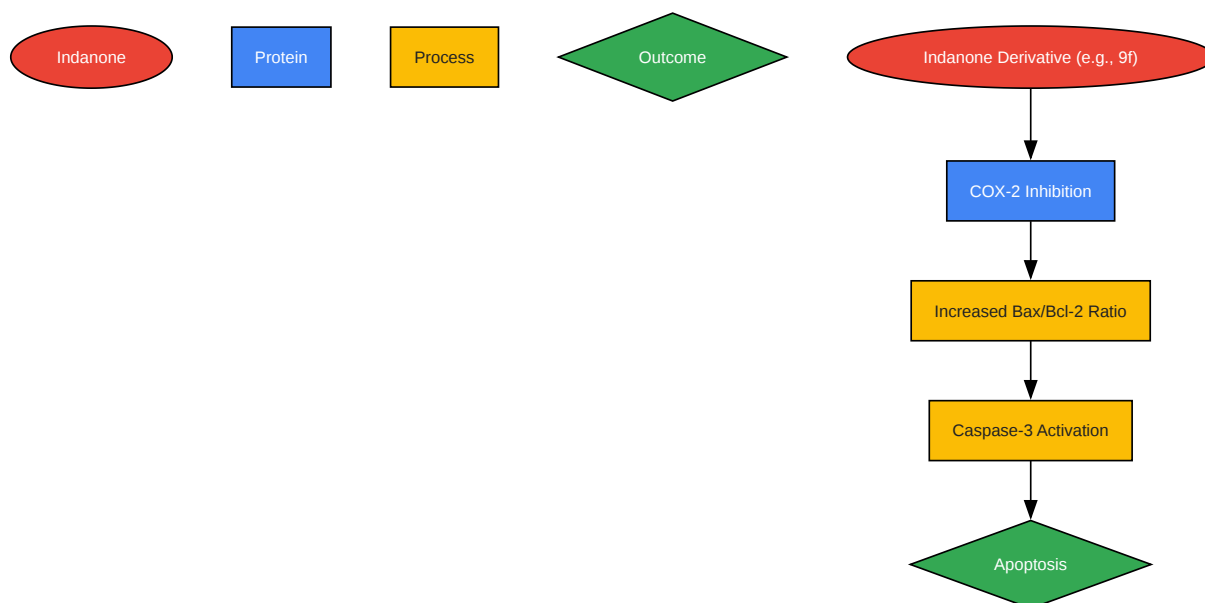 Indanone
Protein
Process
Outcome
Indanone Derivative (e.g., 9f)
COX-2 Inhibition
Increased Bax/Bcl-2 Ratio
Caspase-3 Activation
Apoptosis